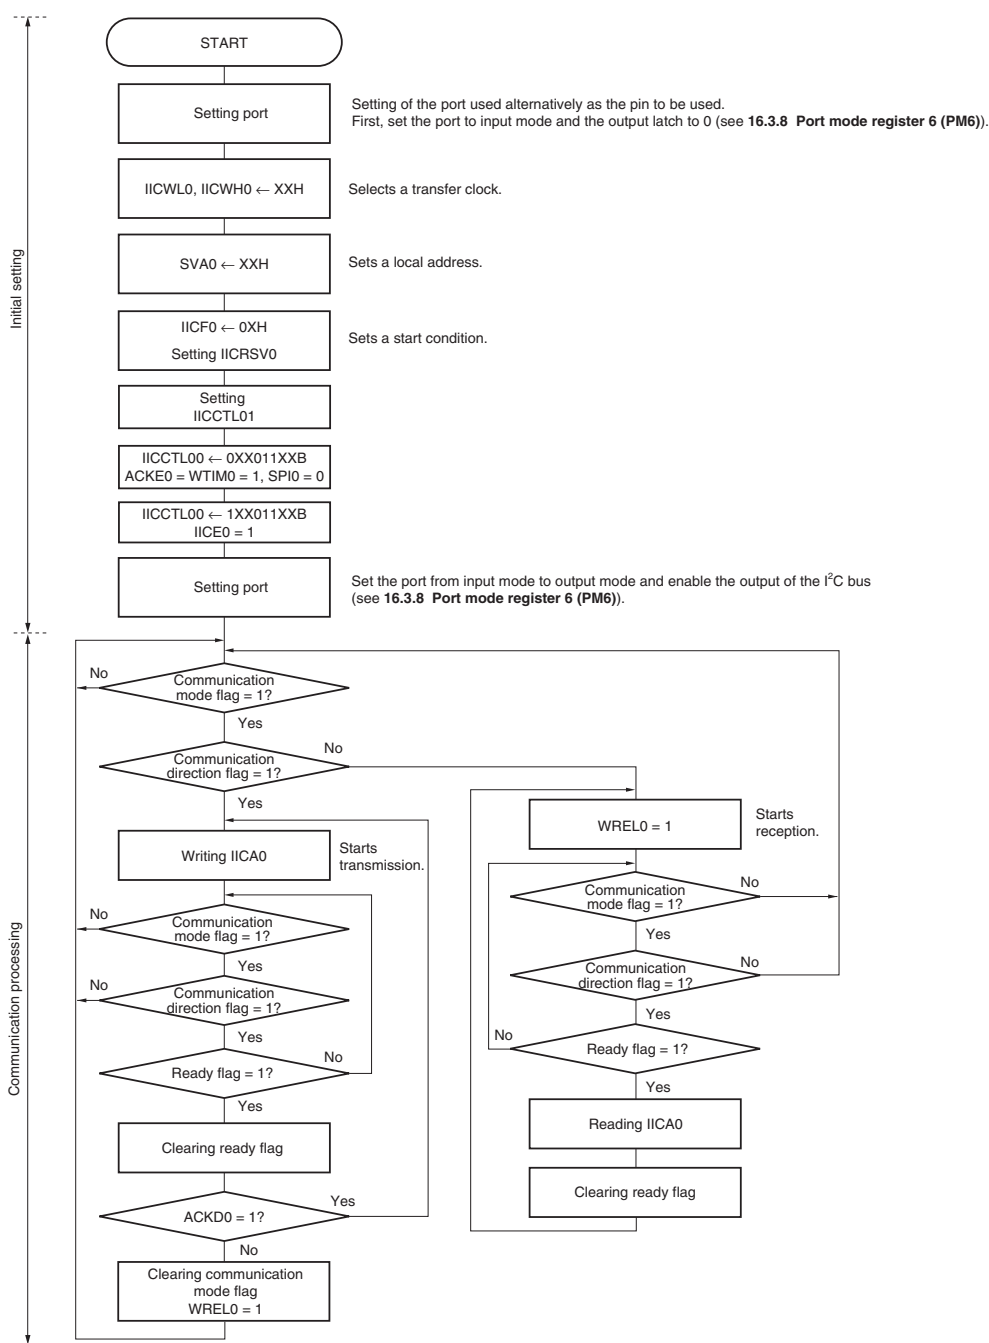 START
Setting port
Setting of the port used alternatively as the pin to be used.
First, set the port to input mode and the output latch to 0 (see 16.3.8 Port mode register 6 (PM6)).
IICWL0, IICWH0 ← XXH
Selects a transfer clock.
SVA0 ← XXH
Sets a local address.
IICF0 ← 0XH
Setting IICRSV0
Sets a start condition.
Setting
IICCTL01
IICCTL00 ← 0XX011XXB
ACKE0 = WTIM0 = 1, SPI0 = 0
IICCTL00 ← 1XX011XXB
IICE0 = 1
Setting port
Set the port from input mode to output mode and enable the output of the I²C bus
(see 16.3.8 Port mode register 6 (PM6)).
Initial setting
Communication processing
No
Communication
mode flag = 1?
Yes
No
Communication
direction flag = 1?
Yes
Writing IICA0
Starts
transmission.
No
Communication
mode flag = 1?
Yes
No
Communication
direction flag = 1?
Yes
No
Ready flag = 1?
Yes
Clearing ready flag
Yes
ACKD0 = 1?
No
Clearing communication
mode flag
WREL0 = 1
WREL0 = 1
Starts
reception.
No
Communication
mode flag = 1?
Yes
No
Communication
direction flag = 1?
Yes
No
Ready flag = 1?
Yes
Reading IICA0
Clearing ready flag